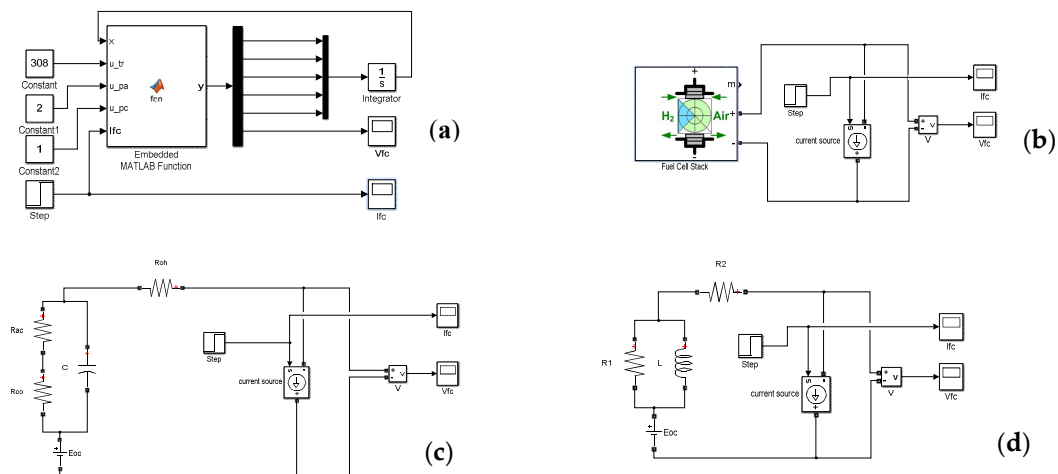 308
Constant
2
Constant1
1
Constant2
Step
x
u_tr
u_pa
u_pc
Ifc
fcn
y
Embedded
MATLAB Function
1
s
Integrator
Vfc
Ifc
(a)
+
m
H2
Air
+
-
-
Fuel Cell Stack
Step
s
-
+
current source
+
-
v
V
Ifc
Vfc
(b)
Roh
+
Rac
+
Rco
+
C
+
+
Eoc
Step
s
-
+
current source
+
-
v
V
Ifc
Vfc
(c)
R2
+
R1
+
L
+
+
Eoc
Step
s
-
+
current source
+
-
v
V
Ifc
Vfc
(d)